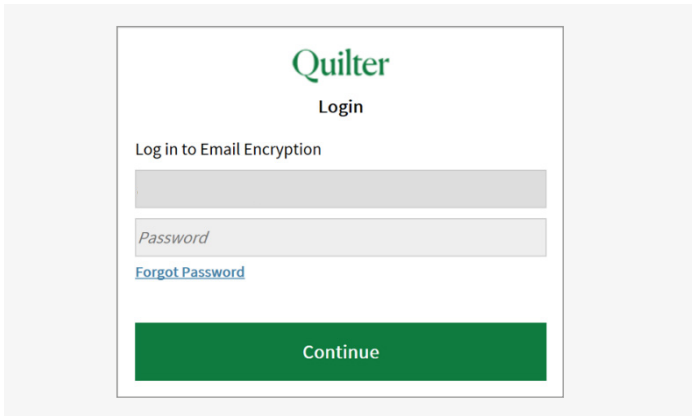 Quilter
Login
Log in to Email Encryption
Password
Forgot Password
Continue